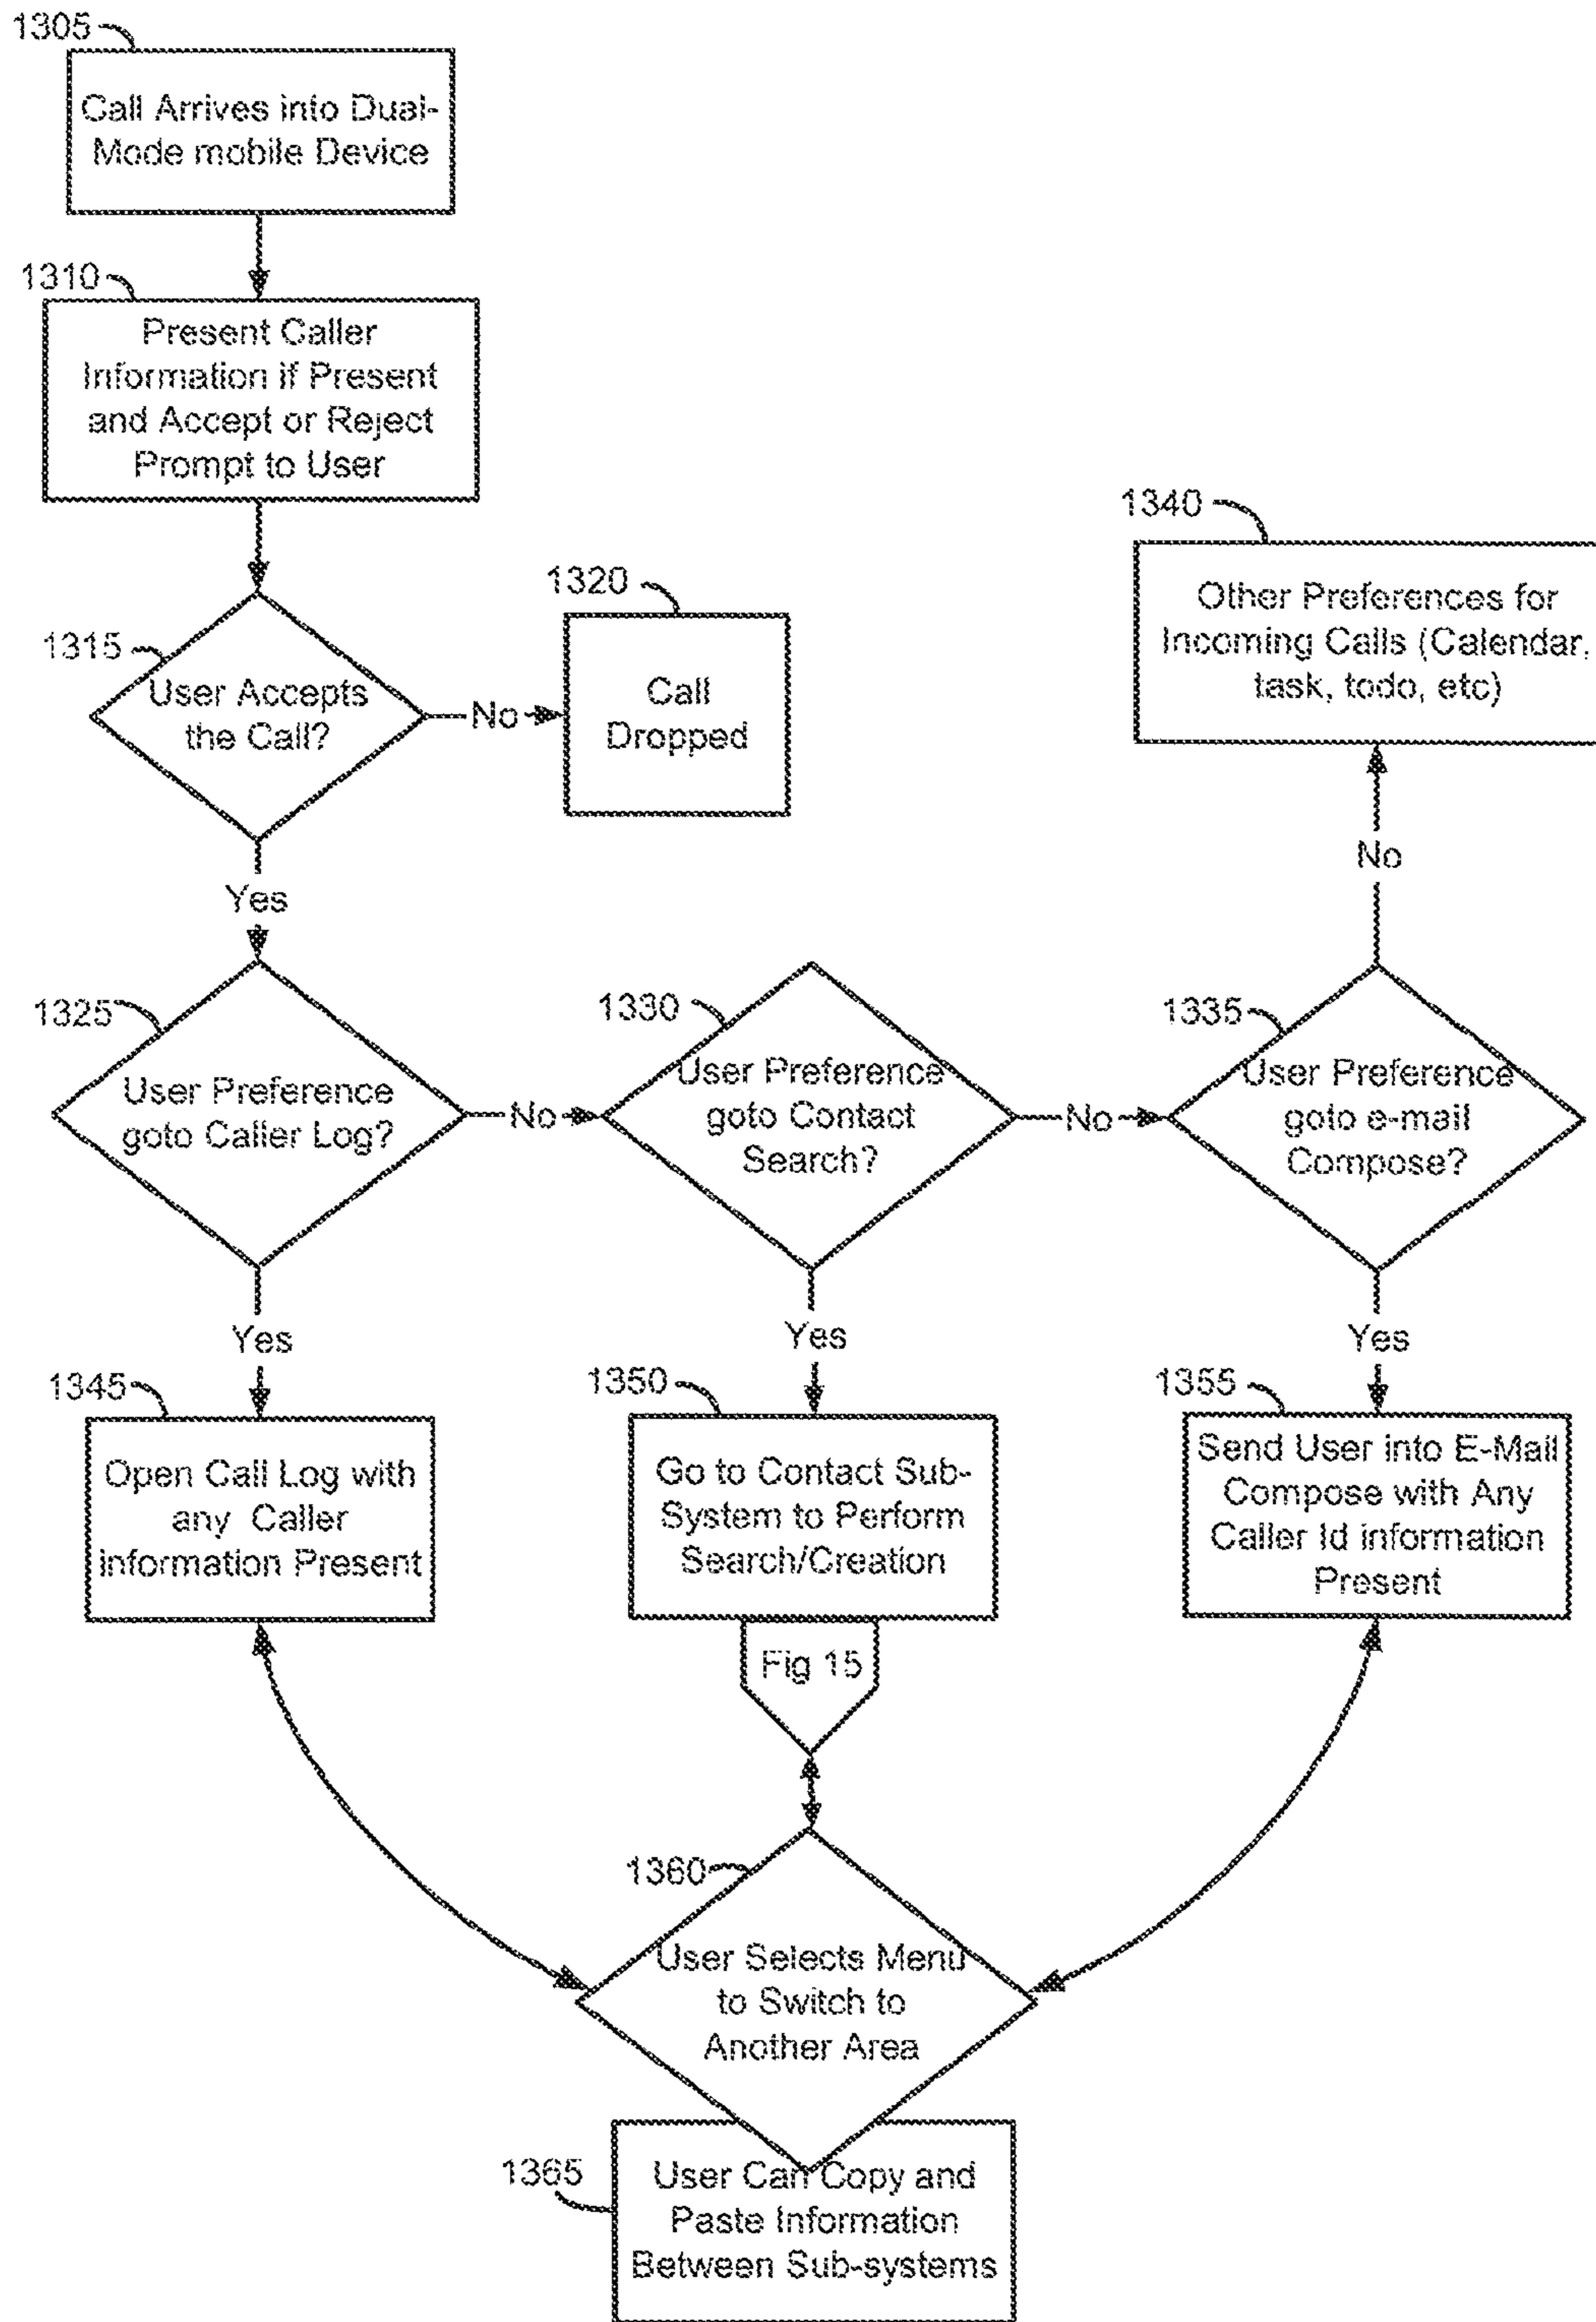 1305
Call Arrives into Dual-
Mode mobile Device
1310
Present Caller
Information if Present
and Accept or Reject
Prompt to User
1315
User Accepts
the Call?
No
1320
Call
Dropped
1340
Other Preferences for
Incoming Calls (Calendar,
task, todo, etc)
Yes
No
1325
User Preference
goto Caller Log?
No
1330
User Preference
goto Contact
Search?
No
1335
User Preference
goto e-mail
Compose?
Yes
Yes
Yes
1345
Open Call Log with
any Caller
information Present
1350
Go to Contact Sub-
System to Perform
Search/Creation
Fig 15
1355
Send User into E-Mail
Compose with Any
Caller Id information
Present
1360
User Selects Menu
to Switch to
Another Area
1365
User Can Copy and
Paste Information
Between Sub-systems